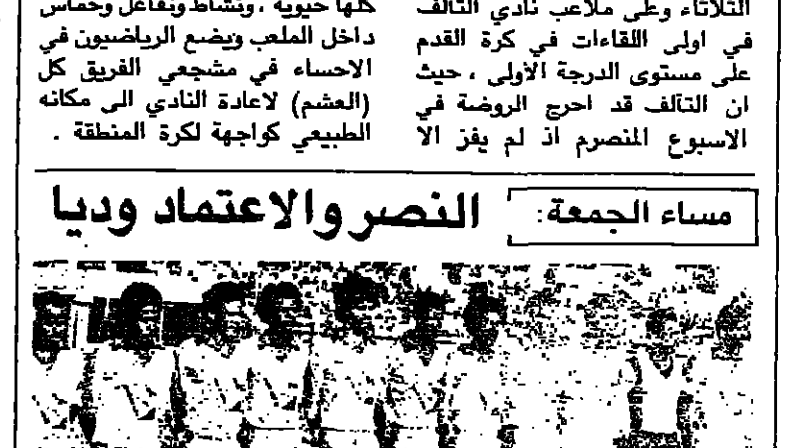 الثلاثاء وعلى ملاعب نادي التالف
في اولى اللقاءات في كرة القدم
على مستوى الدرجة الأولى ، حيث
ان التآلف قد احرج الروضة في
الاسبوع المنصرم اذ لم يفز الا
كلها حيوية ، ونشاط وتفاعل وحماس
داخل الملعب ويضع الرياضيون في
الاحساء في مشجعي الفريق كل
(العشم) لاعادة النادي الى مكانه
الطبيعي كواجهة لكرة المنطقة .
مساء الجمعة:
النصر والاعتماد وديا